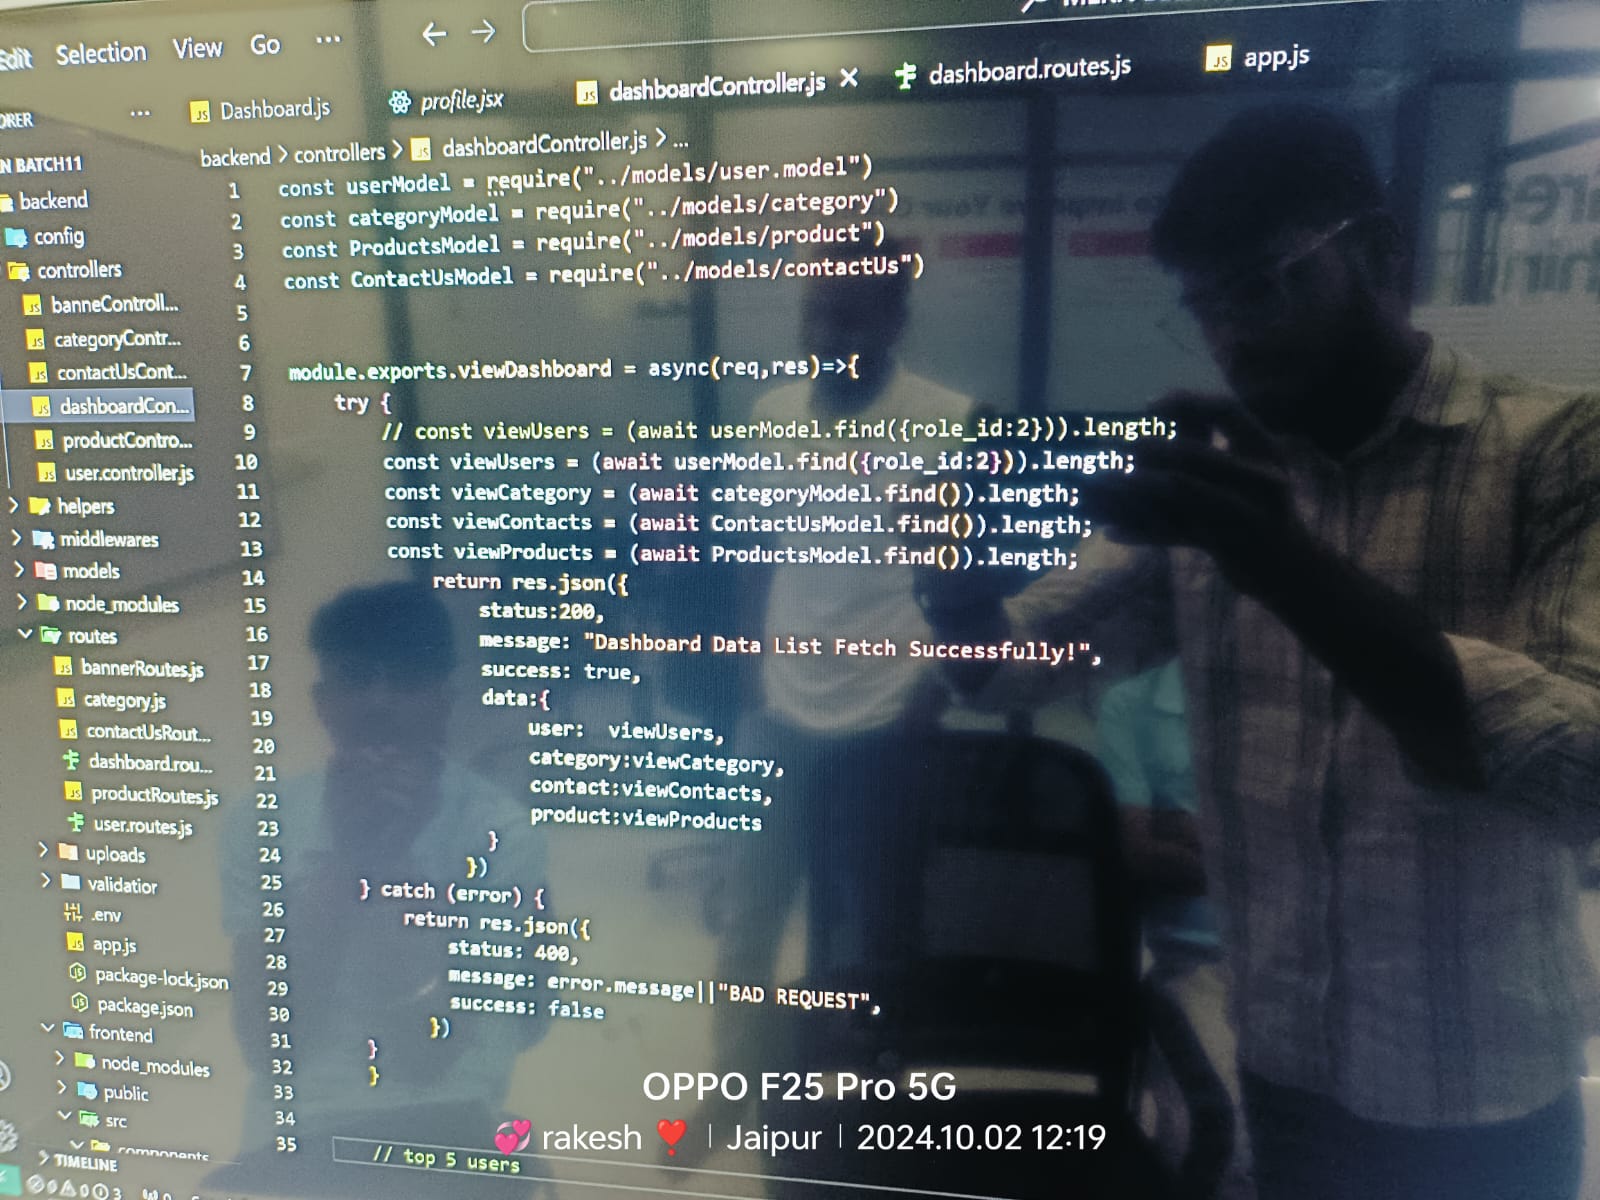 Edit Selection View Go ... ← →
Dashboard.js profile.jsx dashboardController.js × dashboard.routes.js app.js
backend > controllers > dashboardController.js > ...
N BATCH11
backend
config
controllers
banneControll...
categoryContr...
contactUsCont...
dashboardCon...
productContro...
user.controller.js
helpers
middlewares
models
node_modules
routes
bannerRoutes.js
category.js
contactUsRout...
dashboard.rou...
productRoutes.js
user.routes.js
uploads
validatior
.env
app.js
package-lock.json
package.json
frontend
node_modules
public
src
components
TIMELINE
1 const userModel = require("../models/user.model")
2 const categoryModel = require("../models/category")
3 const ProductsModel = require("../models/product")
4 const ContactUsModel = require("../models/contactUs")
5
6
7 module.exports.viewDashboard = async(req,res)=>{
8 try {
9 // const viewUsers = (await userModel.find({role_id:2})).length;
10 const viewUsers = (await userModel.find({role_id:2})).length;
11 const viewCategory = (await categoryModel.find()).length;
12 const viewContacts = (await ContactUsModel.find()).length;
13 const viewProducts = (await ProductsModel.find()).length;
14 return res.json({
15 status:200,
16 message: "Dashboard Data List Fetch Successfully!",
17 success: true,
18 data:{
19 user: viewUsers,
20 category:viewCategory,
21 contact:viewContacts,
22 product:viewProducts
23 }
24 })
25 } catch (error) {
26 return res.json({
27 status: 400,
28 message: error.message||"BAD REQUEST",
29 success: false
30 })
31 }
32 }
33
34
35 // top 5 users
OPPO F25 Pro 5G
💞 rakesh ❤️ | Jaipur | 2024.10.02 12:19